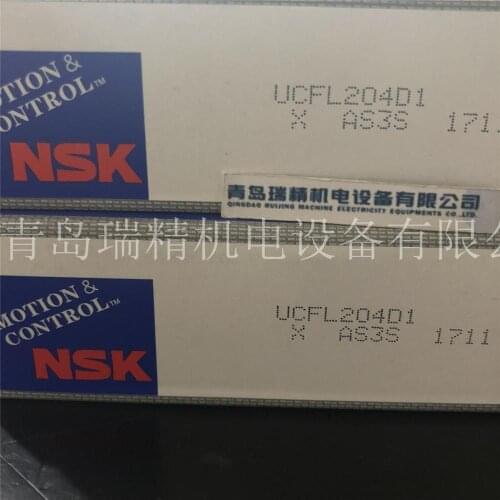 MOTION &
CONTROL™
NSK
UCFL204D1
X AS3S 1711
青岛瑞精机电设备有限公司
QINGDAO RUIJING MACHINE ELECTRICITY EQUIPMENTS CO.,LTD.
青岛瑞精机电设备有限公
MOTION &
CONTROL™
NSK
UCFL204D1
X AS3S 1711